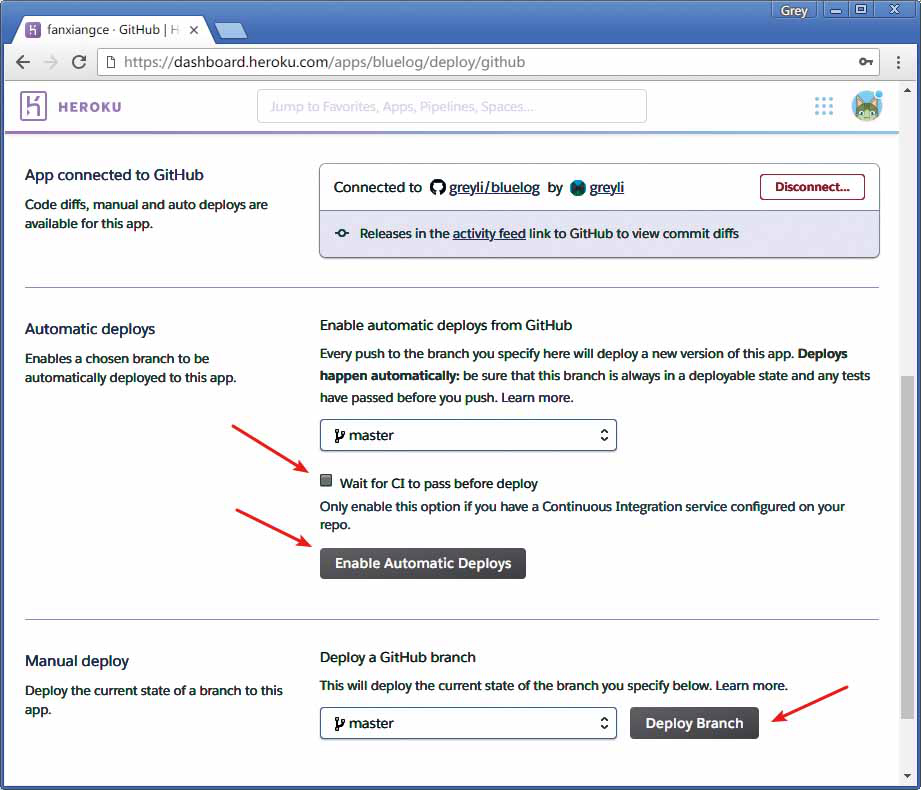 Grey
fanxiangce · GitHub | H
https://dashboard.heroku.com/apps/bluelog/deploy/github
HEROKU
Jump to Favorites, Apps, Pipelines, Spaces...
App connected to GitHub
Code diffs, manual and auto deploys are
available for this app.
Connected to greyli/bluelog by greyli
Disconnect...
Releases in the activity feed link to GitHub to view commit diffs
Automatic deploys
Enables a chosen branch to be
automatically deployed to this app.
Enable automatic deploys from GitHub
Every push to the branch you specify here will deploy a new version of this app. Deploys
happen automatically: be sure that this branch is always in a deployable state and any tests
have passed before you push. Learn more.
master
Wait for CI to pass before deploy
Only enable this option if you have a Continuous Integration service configured on your
repo.
Enable Automatic Deploys
Manual deploy
Deploy the current state of a branch to this
app.
Deploy a GitHub branch
This will deploy the current state of the branch you specify below. Learn more.
master
Deploy Branch